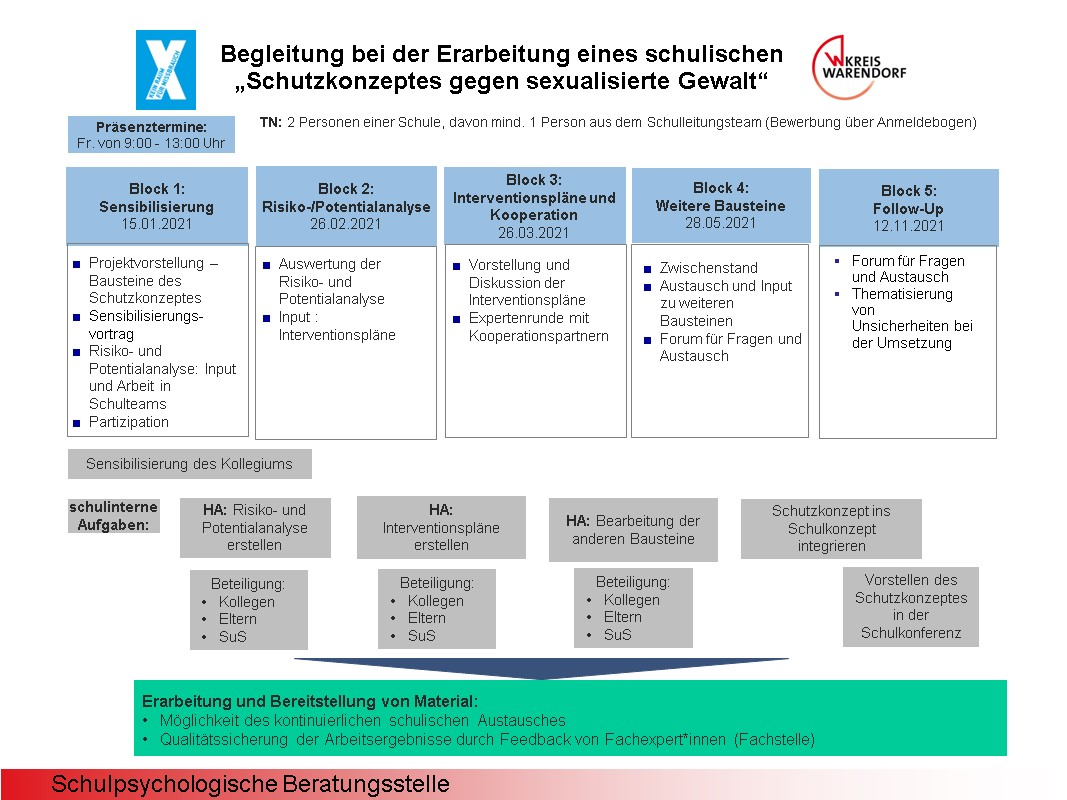 KEIN RAUM
FÜR MISSBRAUCH
Begleitung bei der Erarbeitung eines schulischen
„Schutzkonzeptes gegen sexualisierte Gewalt“
KREIS
WARENDORF
Präsenztermine:
Fr. von 9:00 - 13:00 Uhr
TN: 2 Personen einer Schule, davon mind. 1 Person aus dem Schulleitungsteam (Bewerbung über Anmeldebogen)
Block 1:
Sensibilisierung
15.01.2021
■ Projektvorstellung –
Bausteine des
Schutzkonzeptes
■ Sensibilisierungs-
vortrag
■ Risiko- und
Potentialanalyse: Input
und Arbeit in
Schulteams
■ Partizipation
Block 2:
Risiko-/Potentialanalyse
26.02.2021
■ Auswertung der
Risiko- und
Potentialanalyse
■ Input :
Interventionspläne
Block 3:
Interventionspläne und
Kooperation
26.03.2021
■ Vorstellung und
Diskussion der
Interventionspläne
■ Expertenrunde mit
Kooperationspartnern
Block 4:
Weitere Bausteine
28.05.2021
■ Zwischenstand
■ Austausch und Input
zu weiteren
Bausteinen
■ Forum für Fragen und
Austausch
Block 5:
Follow-Up
12.11.2021
▪ Forum für Fragen
und Austausch
▪ Thematisierung
von
Unsicherheiten bei
der Umsetzung
Sensibilisierung des Kollegiums
schulinterne
Aufgaben:
HA: Risiko- und
Potentialanalyse
erstellen
HA:
Interventionspläne
erstellen
HA: Bearbeitung der
anderen Bausteine
Schutzkonzept ins
Schulkonzept
integrieren
Beteiligung:
• Kollegen
• Eltern
• SuS
Beteiligung:
• Kollegen
• Eltern
• SuS
Beteiligung:
• Kollegen
• Eltern
• SuS
Vorstellen des
Schutzkonzeptes
in der
Schulkonferenz
Erarbeitung und Bereitstellung von Material:
• Möglichkeit des kontinuierlichen schulischen Austausches
• Qualitätssicherung der Arbeitsergebnisse durch Feedback von Fachexpert*innen (Fachstelle)
Schulpsychologische Beratungsstelle